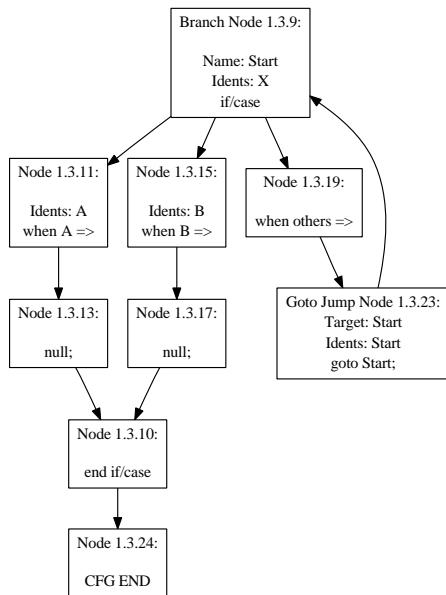 Branch Node 1.3.9:
Name: Start
Idents: X
if/case
Node 1.3.11:
Idents: A
when A =>
Node 1.3.15:
Idents: B
when B =>
Node 1.3.19:
when others =>
Node 1.3.13:
null;
Node 1.3.17:
null;
Goto Jump Node 1.3.23:
Target: Start
Idents: Start
goto Start;
Node 1.3.10:
end if/case
Node 1.3.24:
CFG END